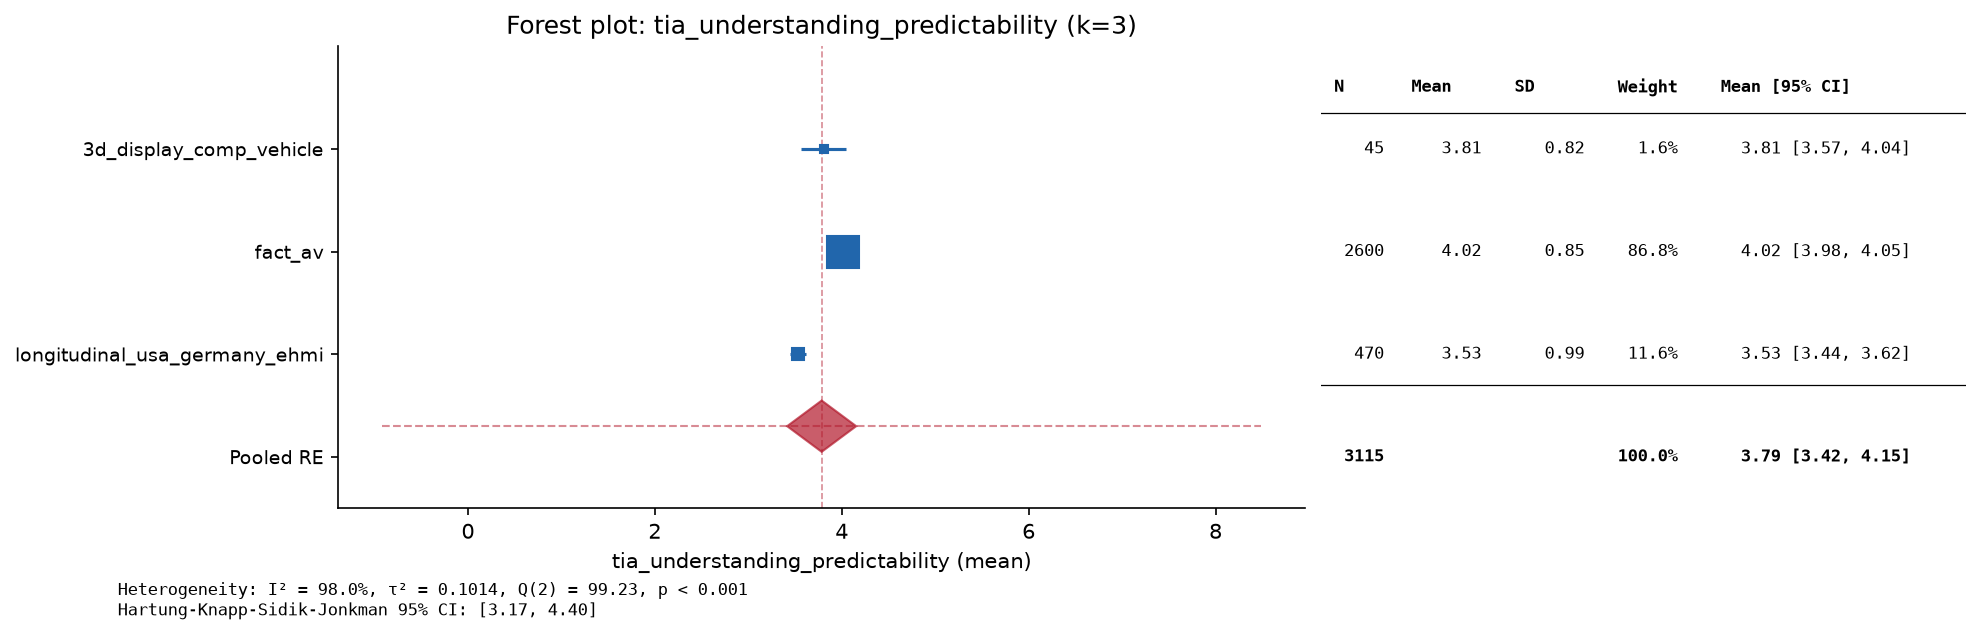 Forest plot: tia_understanding_predictability (k=3)
N Mean SD Weight Mean [95% CI]
3d_display_comp_vehicle 45 3.81 0.82 1.6% 3.81 [3.57, 4.04]
fact_av 2600 4.02 0.85 86.8% 4.02 [3.98, 4.05]
longitudinal_usa_germany_ehmi 470 3.53 0.99 11.6% 3.53 [3.44, 3.62]
Pooled RE 3115 100.0% 3.79 [3.42, 4.15]
0 2 4 6 8
tia_understanding_predictability (mean)
Heterogeneity: I² = 98.0%, τ² = 0.1014, Q(2) = 99.23, p < 0.001
Hartung-Knapp-Sidik-Jonkman 95% CI: [3.17, 4.40]